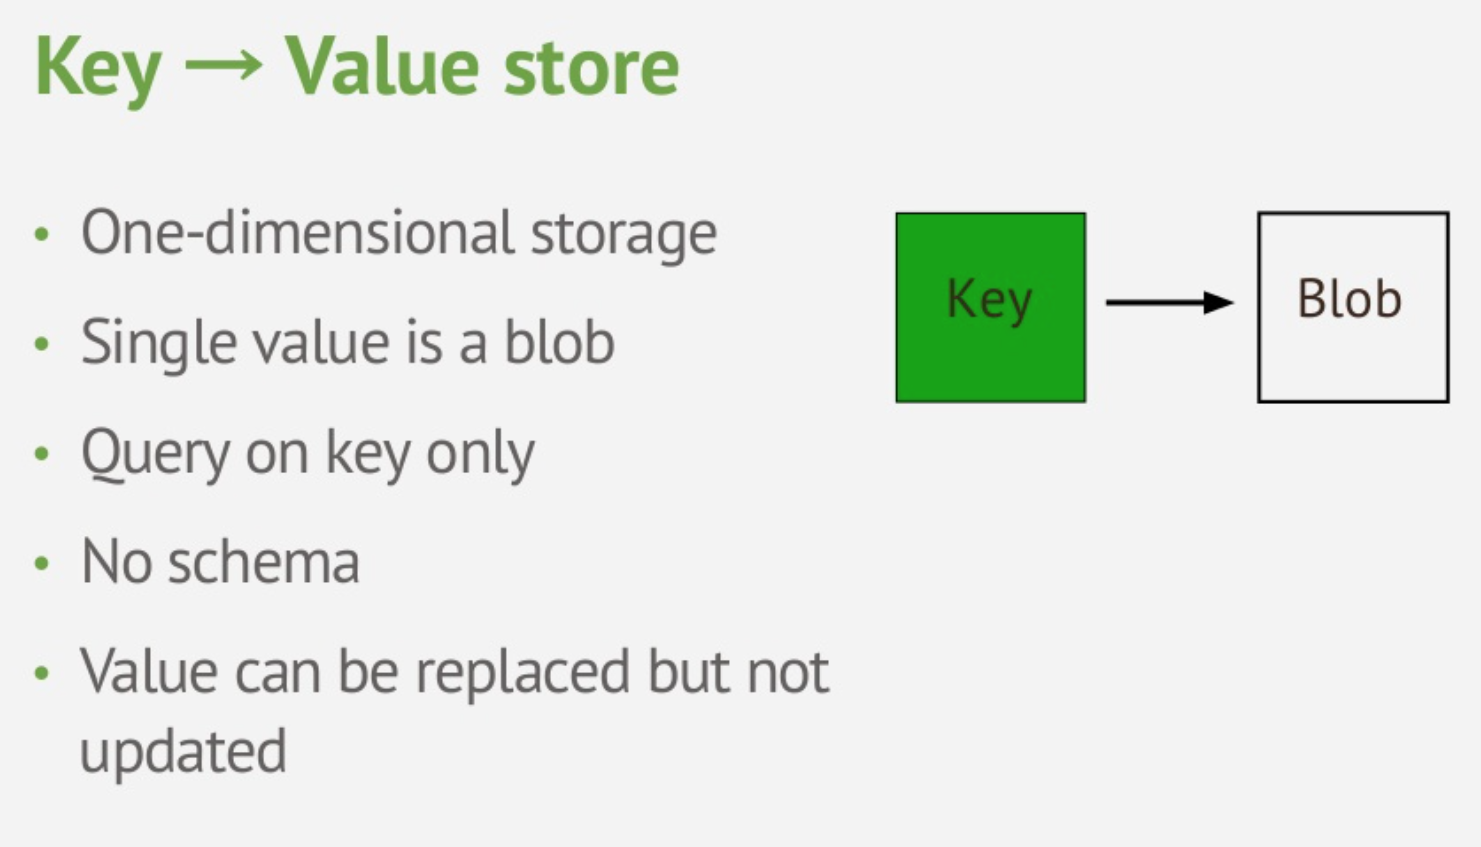 Key → Value store
• One-dimensional storage
• Single value is a blob
• Query on key only
• No schema
• Value can be replaced but not
updated
Key
Blob